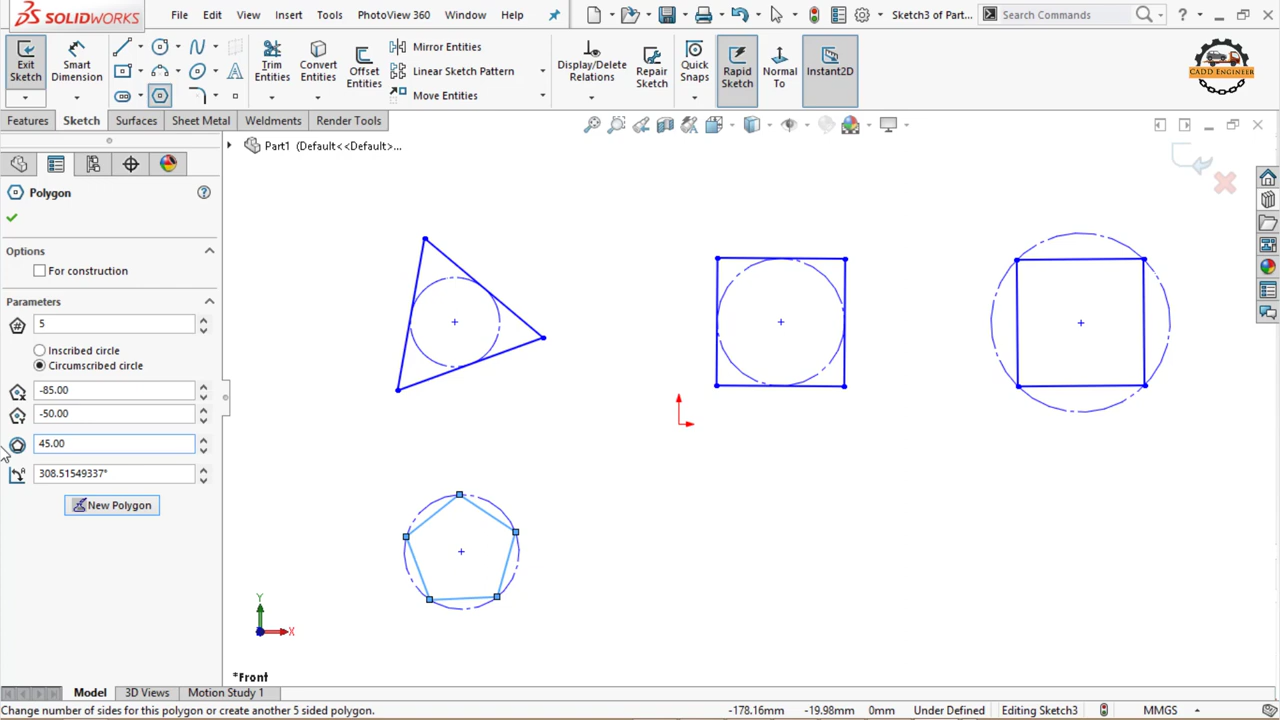 SOLIDWORKS File Edit View Insert Tools PhotoView 360 Window Help Sketch3 of Part... Search Commands ?
Exit Sketch
Smart Dimension
Trim Entities
Convert Entities
Offset Entities
Mirror Entities
Linear Sketch Pattern
Move Entities
Display/Delete Relations
Repair Sketch
Quick Snaps
Rapid Sketch
Normal To
Instant2D
CADD ENGINEER
Features Sketch Surfaces Sheet Metal Weldments Render Tools
Part1 (Default<<Default>...
Polygon
Options
For construction
Parameters
5
Inscribed circle
Circumscribed circle
-85.00
-50.00
45.00
308.51549337°
New Polygon
Y
X
*Front
Model 3D Views Motion Study 1
Change number of sides for this polygon or create another 5 sided polygon. -178.16mm -19.98mm 0mm Under Defined Editing Sketch3 MMGS